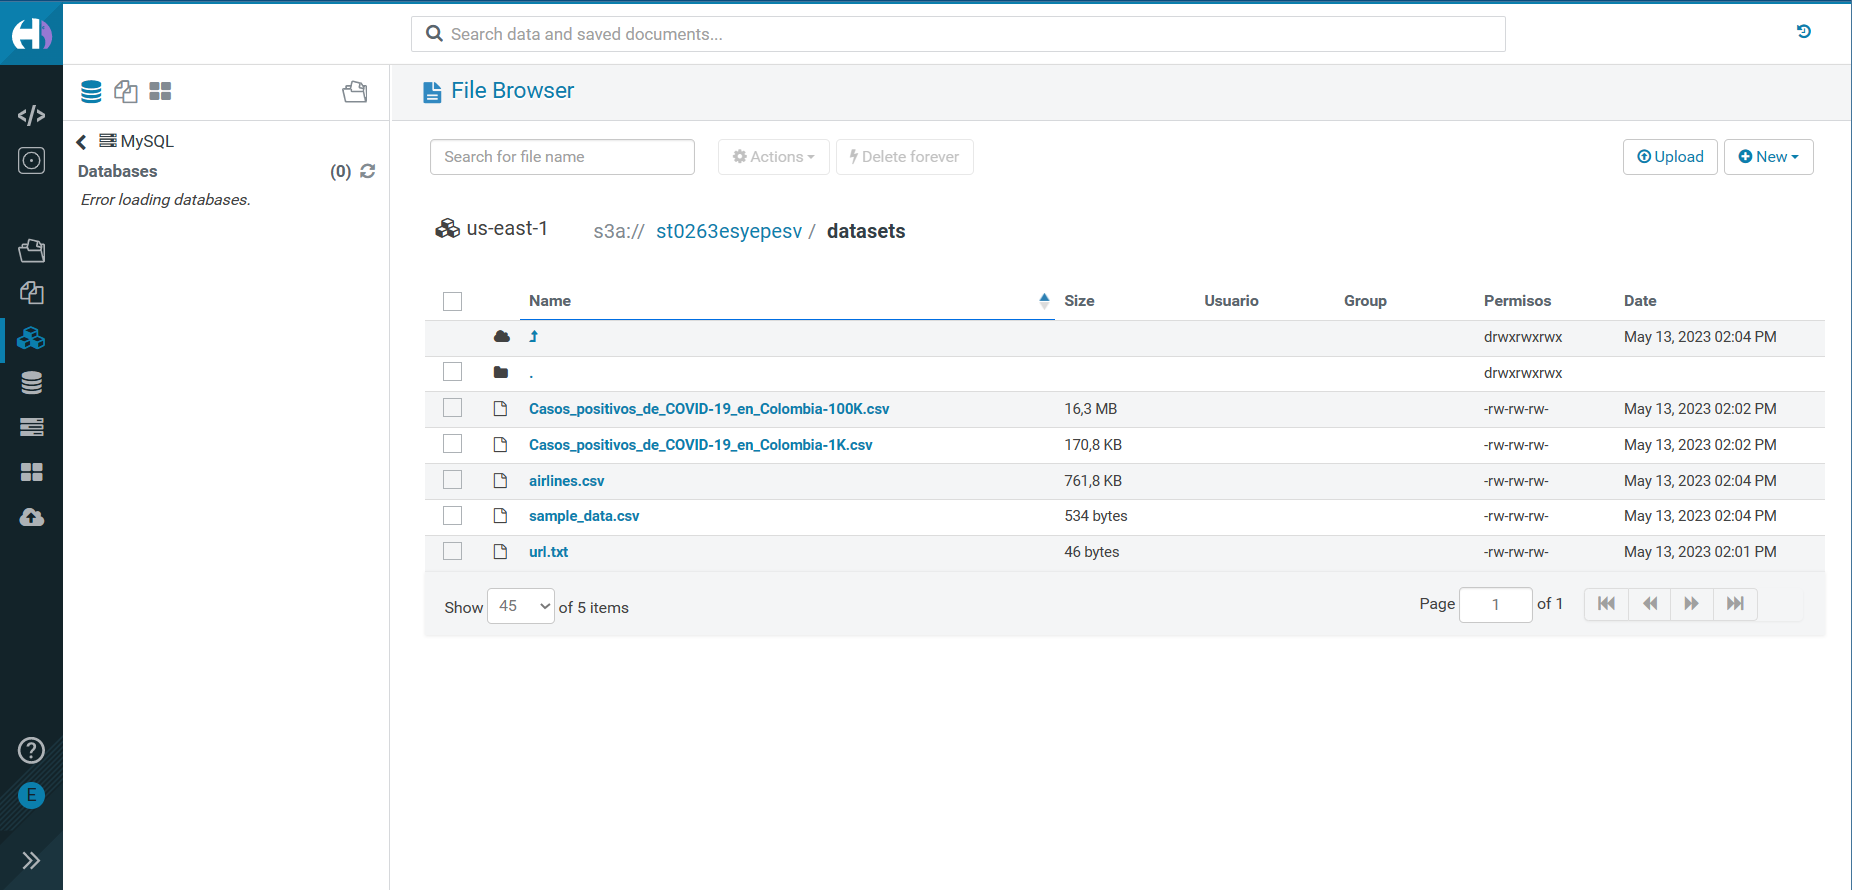 Search data and saved documents...
File Browser
MySQL
Databases (0)
Error loading databases.
Search for file name
Actions
Delete forever
Upload
New
us-east-1 s3a:// st0263esyepesv / datasets
Name Size Usuario Group Permisos Date
drwxrwxrwx May 13, 2023 02:04 PM
. drwxrwxrwx
Casos_positivos_de_COVID-19_en_Colombia-100K.csv 16,3 MB -rw-rw-rw- May 13, 2023 02:02 PM
Casos_positivos_de_COVID-19_en_Colombia-1K.csv 170,8 KB -rw-rw-rw- May 13, 2023 02:02 PM
airlines.csv 761,8 KB -rw-rw-rw- May 13, 2023 02:04 PM
sample_data.csv 534 bytes -rw-rw-rw- May 13, 2023 02:04 PM
url.txt 46 bytes -rw-rw-rw- May 13, 2023 02:01 PM
Show 45 of 5 items Page 1 of 1
E